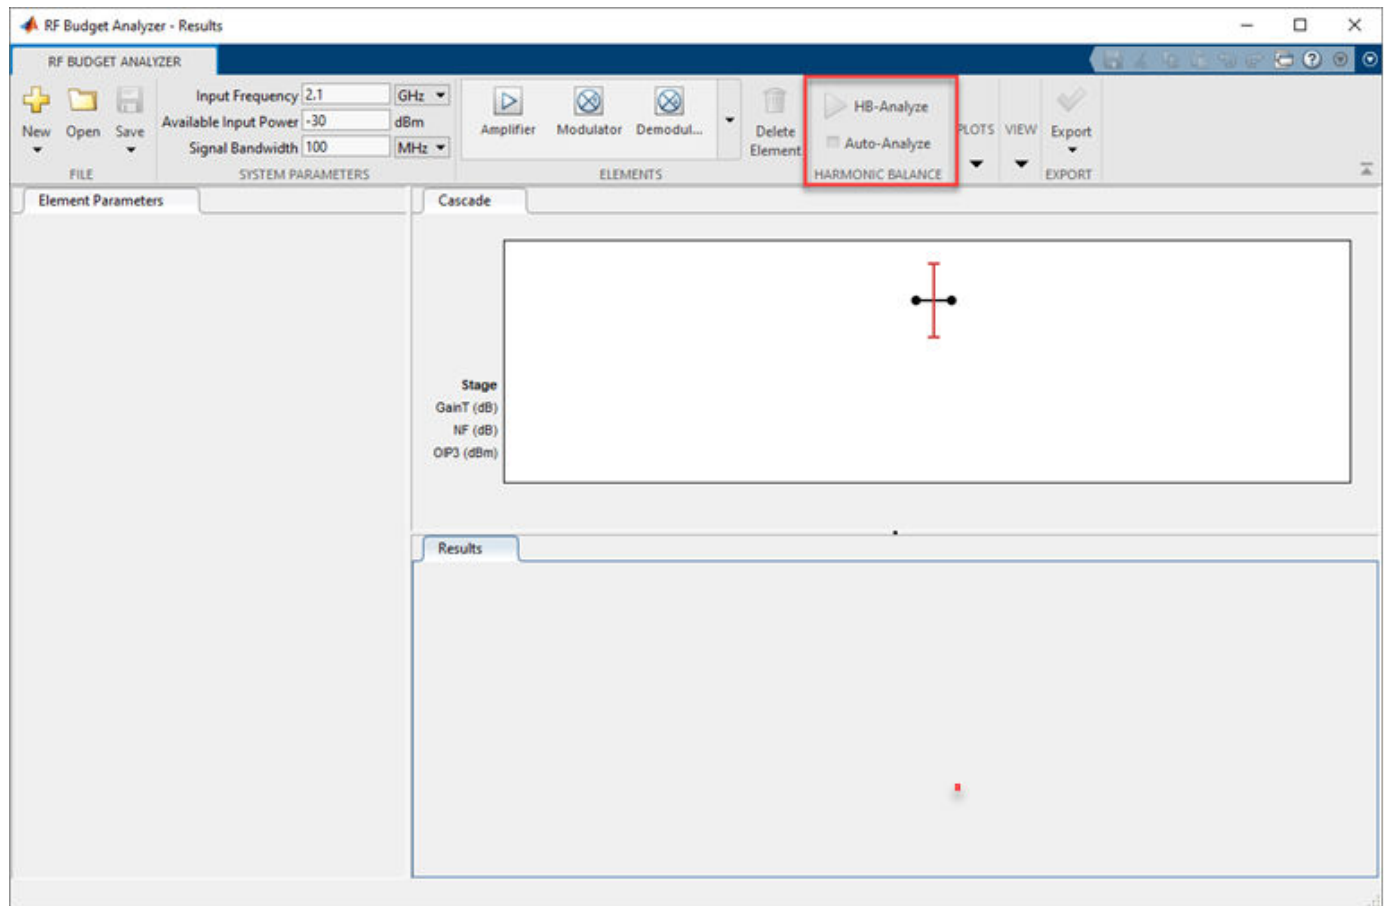 RF Budget Analyzer - Results
RF BUDGET ANALYZER
New
Open
Save
FILE
Input Frequency 2.1 GHz
Available Input Power -30 dBm
Signal Bandwidth 100 MHz
SYSTEM PARAMETERS
Amplifier
Modulator
Demodul...
ELEMENTS
Delete
Element
HB-Analyze
Auto-Analyze
HARMONIC BALANCE
PLOTS
VIEW
Export
EXPORT
Element Parameters
Cascade
Stage
GainT (dB)
NF (dB)
OIP3 (dBm)
Results